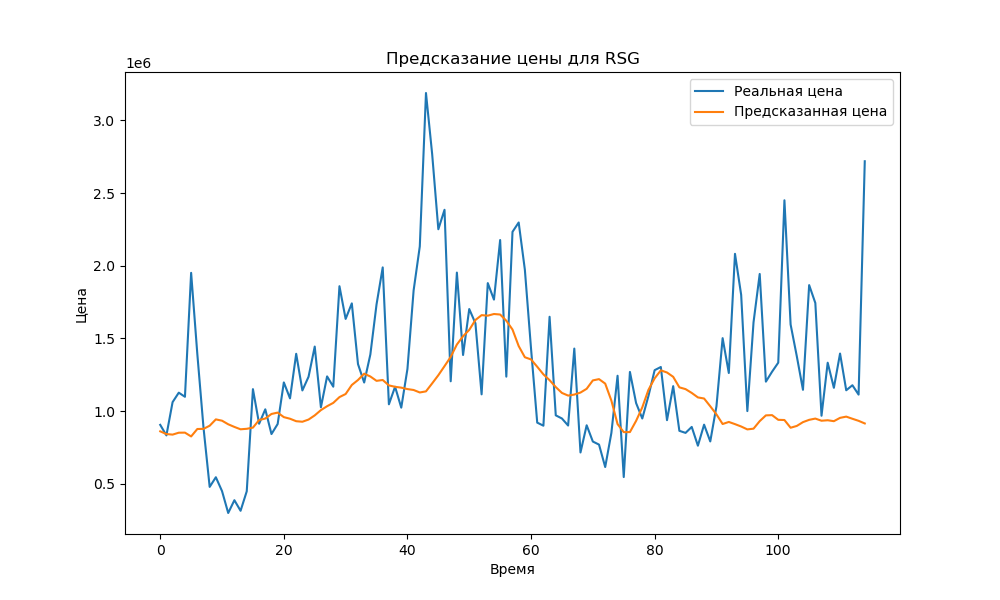 Предсказание цены для RSG
1e6
Реальная цена
Предсказанная цена
3.0
2.5
2.0
1.5
1.0
0.5
Цена
0 20 40 60 80 100
Время